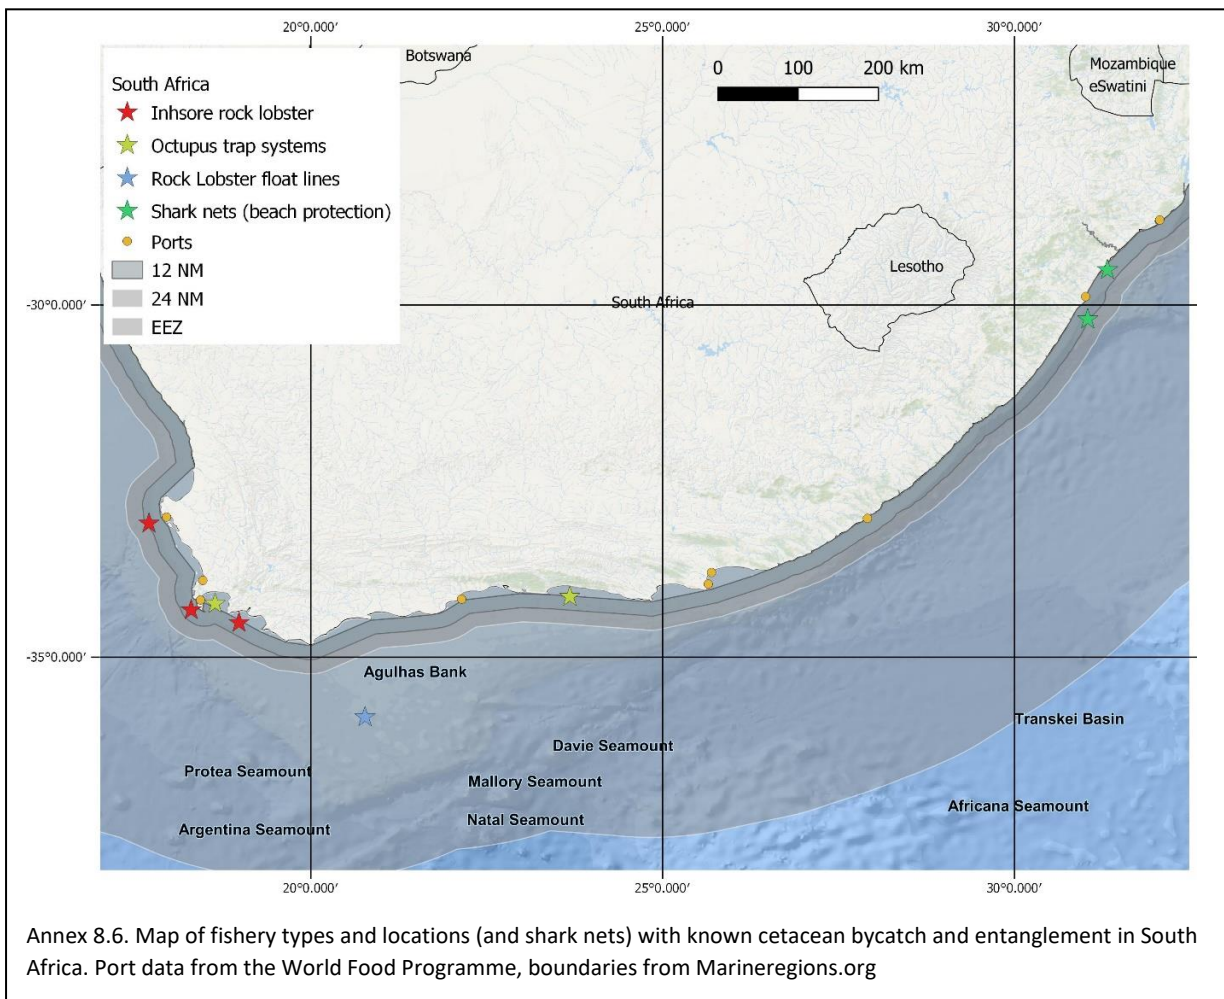 20°0.000′ 25°0.000′ 30°0.000′
Botswana
Mozambique
eSwatini
0 100 200 km
South Africa
Inhsore rock lobster
Octupus trap systems
Rock Lobster float lines
Shark nets (beach protection)
Ports
12 NM
24 NM
EEZ
Lesotho
-30°0.000′
South Africa
-35°0.000′
Agulhas Bank
Transkei Basin
Davie Seamount
Protea Seamount
Mallory Seamount
Africana Seamount
Natal Seamount
Argentina Seamount
20°0.000′ 25°0.000′ 30°0.000′
Annex 8.6. Map of fishery types and locations (and shark nets) with known cetacean bycatch and entanglement in South
Africa. Port data from the World Food Programme, boundaries from Marineregions.org